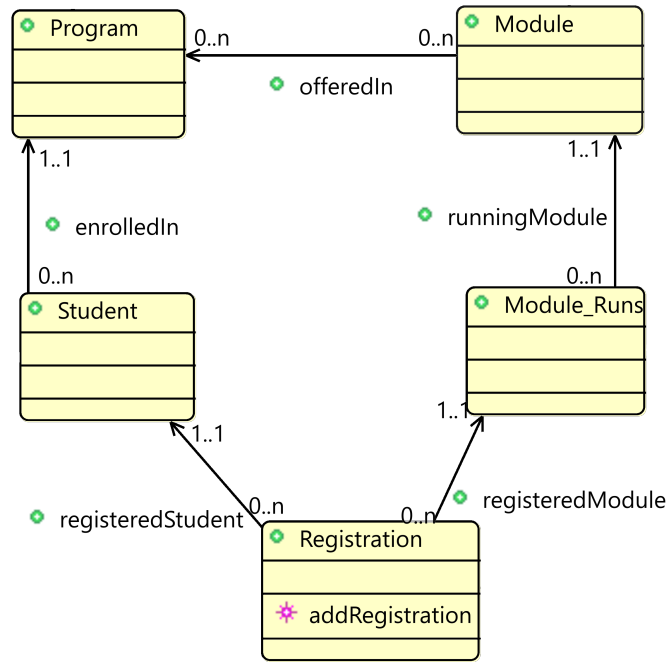 Program
Module
0..n
0..n
offeredIn
1..1
1..1
enrolledIn
runningModule
0..n
0..n
Student
Module_Runs
1..1
1..1
registeredStudent
0..n
0..n
registeredModule
Registration
addRegistration